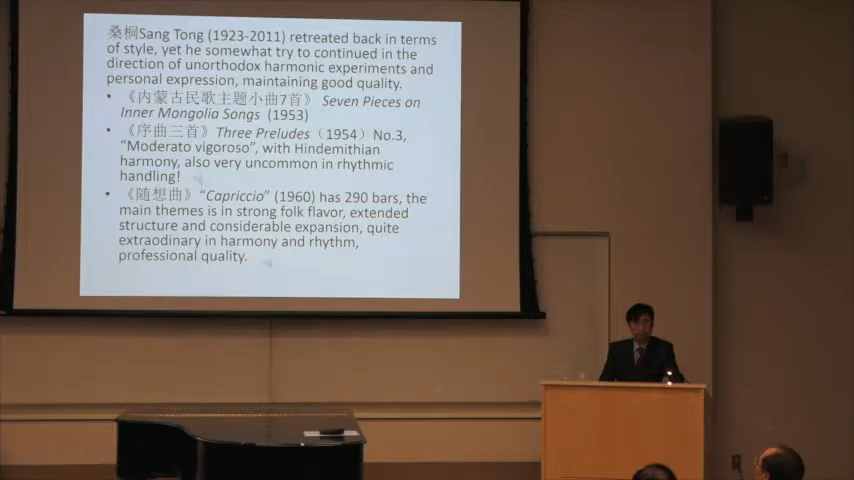 桑桐Sang Tong (1923-2011) retreated back in terms
of style, yet he somewhat try to continued in the
direction of unorthodox harmonic experiments and
personal expression, maintaining good quality.
• 《内蒙古民歌主题小曲7首》 Seven Pieces on
Inner Mongolia Songs (1953)
• 《序曲三首》Three Preludes（1954）No.3,
“Moderato vigoroso”, with Hindemithian
harmony, also very uncommon in rhythmic
handling!
• 《随想曲》“Capriccio” (1960) has 290 bars, the
main themes is in strong folk flavor, extended
structure and considerable expansion, quite
extraodinary in harmony and rhythm,
professional quality.